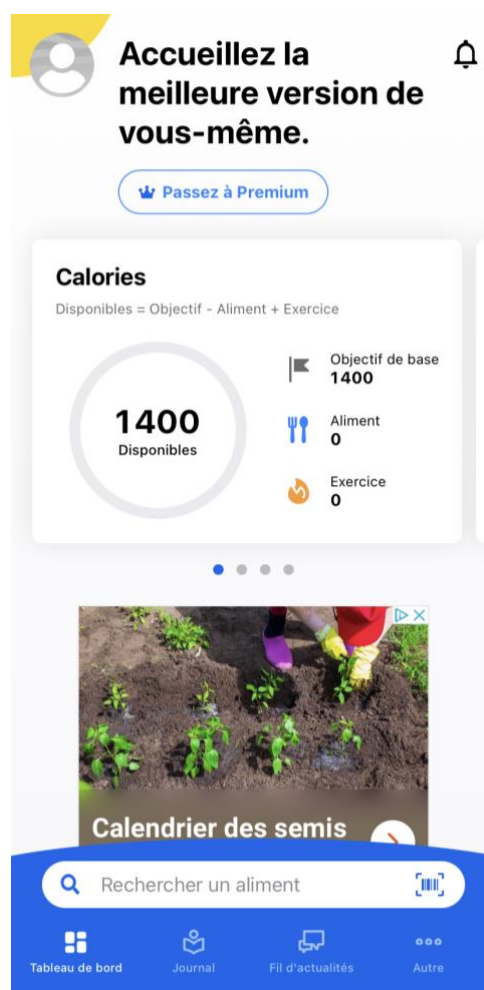 Accueillez la
meilleure version de
vous-même.
Passez à Premium
Calories
Disponibles = Objectif - Aliment + Exercice
Objectif de base
1400
1400
Disponibles
Aliment
0
Exercice
0
Calendrier des semis
Rechercher un aliment
Tableau de bord
Journal
Fil d'actualités
Autre